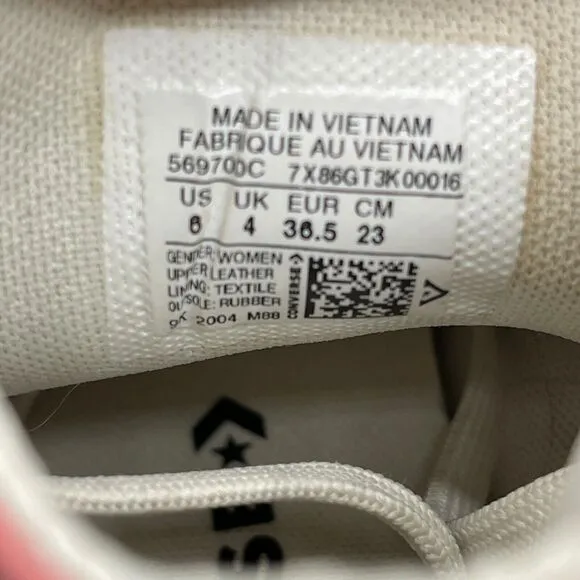 MADE IN VIETNAM
FABRIQUE AU VIETNAM
569700C 7X86GT3K00016
US UK EUR CM
6 4 36.5 23
GENDER: WOMEN
UPPER: LEATHER
LINING: TEXTILE
OUTSOLE: RUBBER
2004 M88
CONVERSE
SE